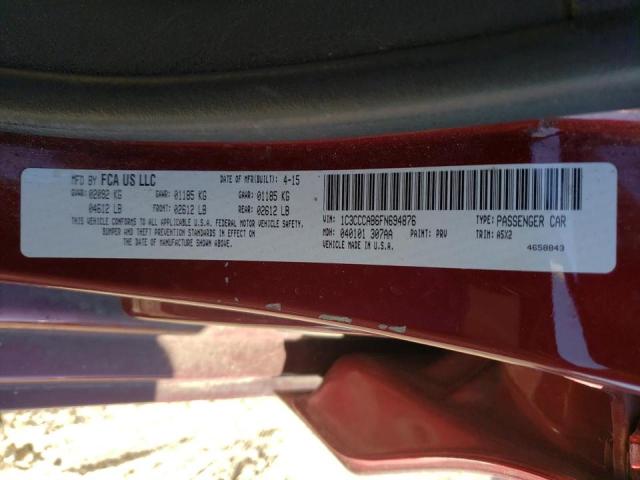 MFD BY FCA US LLC DATE OF MFR(BUILT): 4-15
GVWR: 02092 KG GAWR: 01185 KG GAWR: 01185 KG
04612 LB FRONT: 02612 LB REAR: 02612 LB
THIS VEHICLE CONFORMS TO ALL APPLICABLE U.S.A. FEDERAL MOTOR VEHICLE SAFETY,
BUMPER AND THEFT PREVENTION STANDARDS IN EFFECT ON
THE DATE OF MANUFACTURE SHOWN ABOVE.
VIN: 1C3CCCAB6FN694876 TYPE: PASSENGER CAR
MDH: 040101 307AA PAINT: PRV TRIM: A5X2
VEHICLE MADE IN U.S.A. 4658843